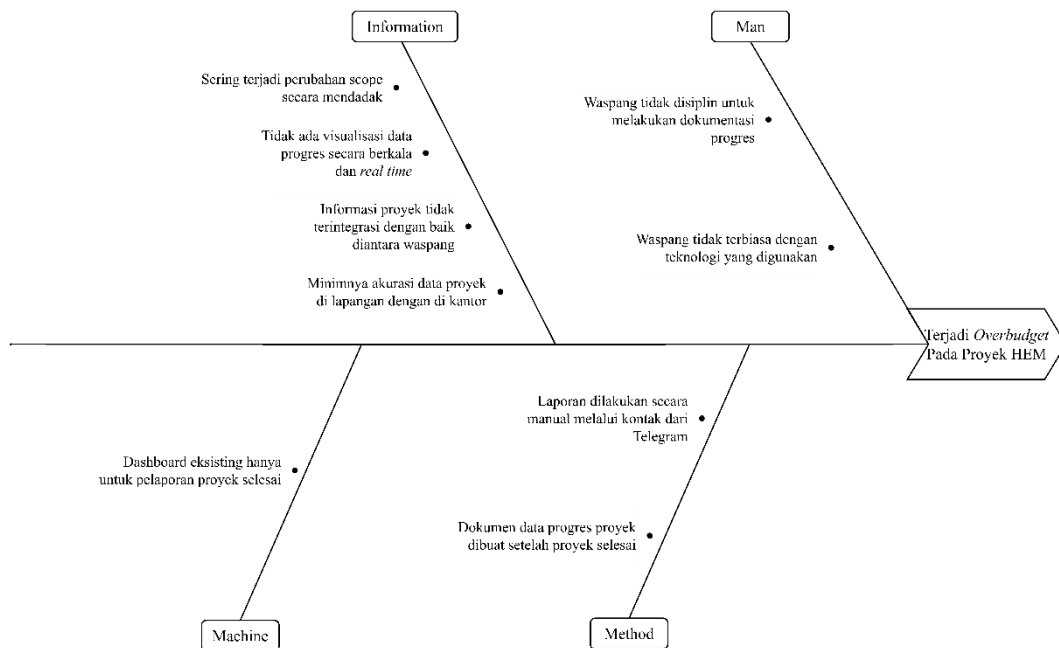 Information
Man
Sering terjadi perubahan scope
secara mendadak
Waspang tidak disiplin untuk
melakukan dokumentasi
progres
Tidak ada visualisasi data
progres secara berkala
dan real time
Informasi proyek tidak
terintegrasi dengan baik
diantara waspang
Waspang tidak terbiasa dengan
teknologi yang digunakan
Minimnya akurasi data proyek
di lapangan dengan di kantor
Terjadi Overbudget
Pada Proyek HEM
Laporan dilakukan secara
manual melalui kontak dari
Telegram
Dashboard eksisting hanya
untuk pelaporan proyek selesai
Dokumen data progres proyek
dibuat setelah proyek selesai
Machine
Method